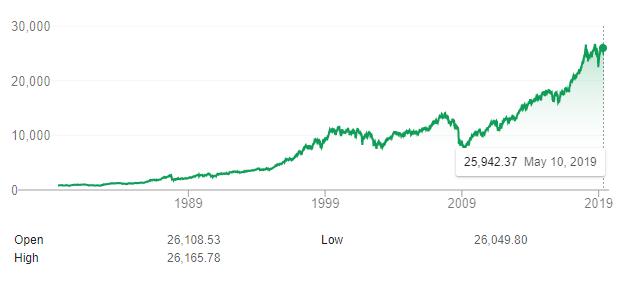 30,000
20,000
10,000
25,942.37 May 10, 2019
0
1989 1999 2009 2019
Open 26,108.53 Low 26,049.80
High 26,165.78